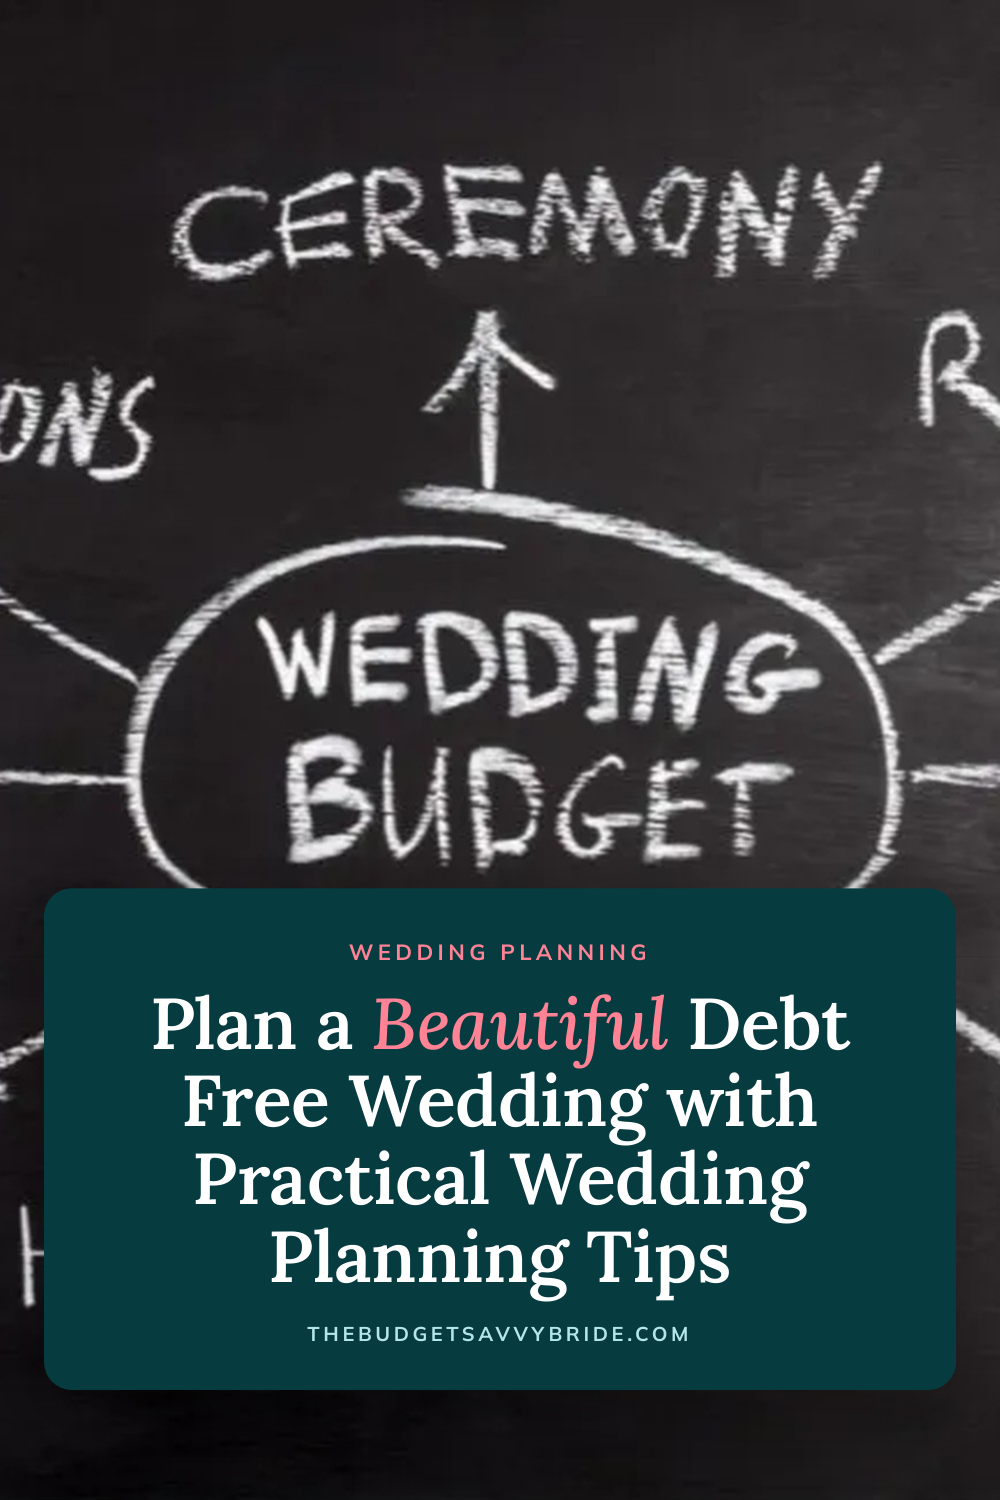 CEREMONY
WEDDING
BUDGET
WEDDING PLANNING
Plan a Beautiful Debt
Free Wedding with
Practical Wedding
Planning Tips
THEBUDGETSAVVYBRIDE.COM